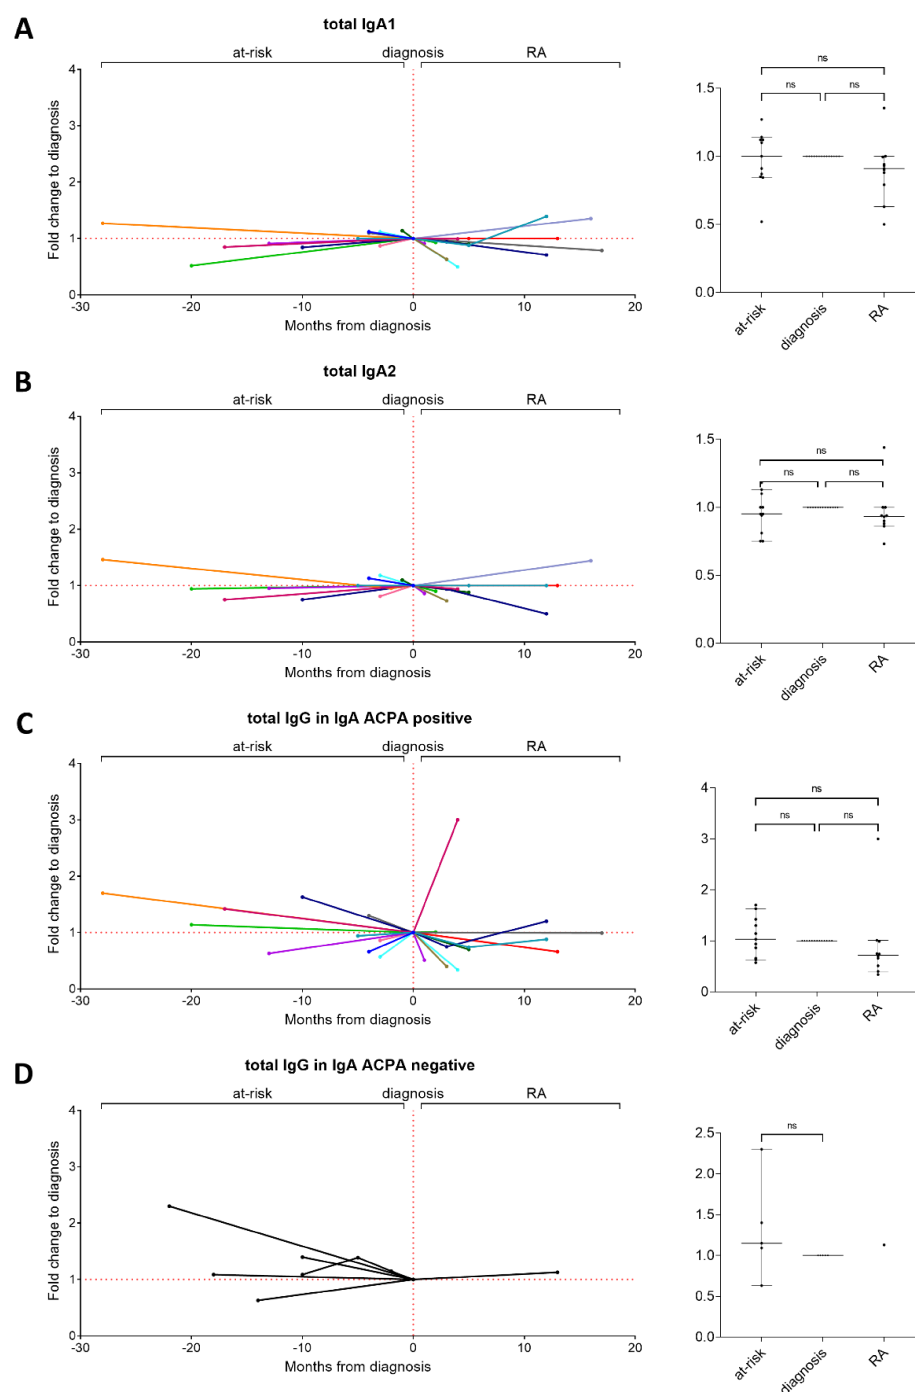 A
total IgA1
at-risk diagnosis RA
Fold change to diagnosis
4
3
2
1
0
-30 -20 -10 0 10 20
Months from diagnosis
ns
ns ns
1.5
1.0
0.5
0.0
at-risk diagnosis RA
B
total IgA2
at-risk diagnosis RA
Fold change to diagnosis
4
3
2
1
0
-30 -20 -10 0 10 20
Months from diagnosis
ns
ns ns
1.5
1.0
0.5
0.0
at-risk diagnosis RA
C
total IgG in IgA ACPA positive
at-risk diagnosis RA
Fold change to diagnosis
4
3
2
1
0
-30 -20 -10 0 10 20
Months from diagnosis
ns
ns ns
4
3
2
1
0
at-risk diagnosis RA
D
total IgG in IgA ACPA negative
at-risk diagnosis RA
Fold change to diagnosis
4
3
2
1
0
-30 -20 -10 0 10 20
Months from diagnosis
ns
2.5
2.0
1.5
1.0
0.5
0.0
at-risk diagnosis RA